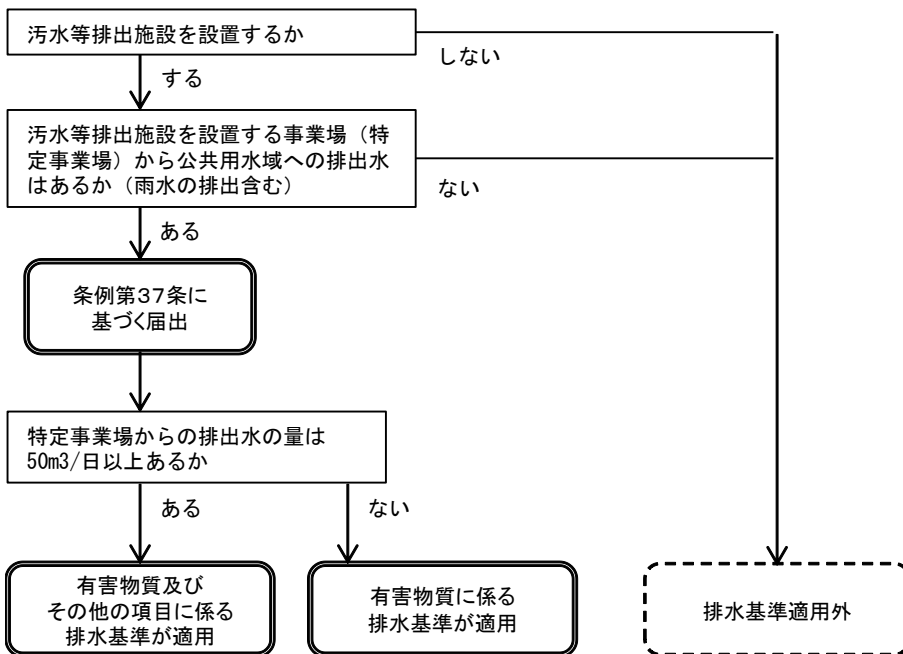 汚水等排出施設を設置するか
しない
する
汚水等排出施設を設置する事業場（特
定事業場）から公共用水域への排出水
はあるか（雨水の排出含む）
ない
ある
条例第３７条に
基づく届出
特定事業場からの排出水の量は
50m3/日以上あるか
ある
ない
有害物質及び
その他の項目に係る
排水基準が適用
有害物質に係る
排水基準が適用
排水基準適用外